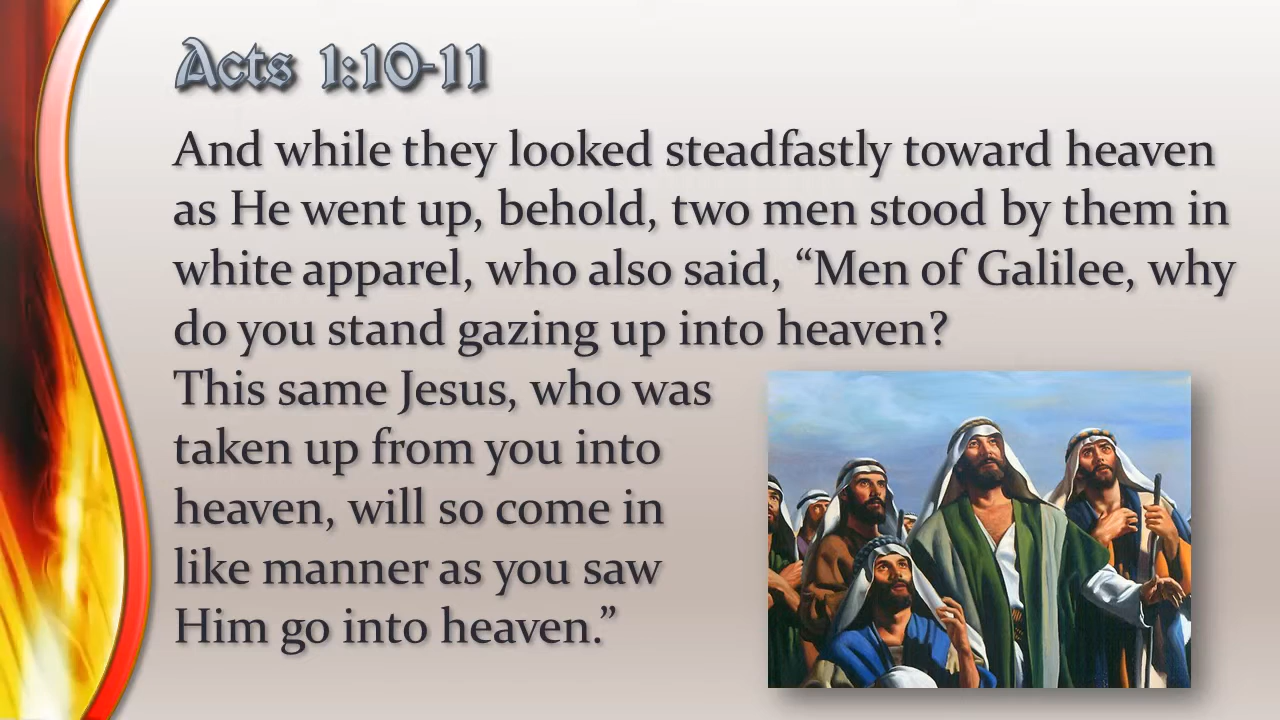 Acts 1:10-11
And while they looked steadfastly toward heaven
as He went up, behold, two men stood by them in
white apparel, who also said, “Men of Galilee, why
do you stand gazing up into heaven?
This same Jesus, who was
taken up from you into
heaven, will so come in
like manner as you saw
Him go into heaven.”